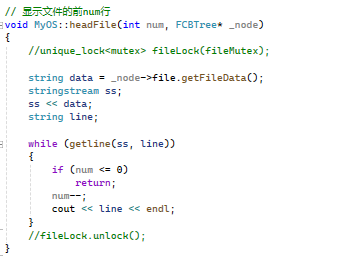 // 显示文件的前num行
void MyOS::headFile(int num, FCBTree* _node)
{
    //unique_lock<mutex> fileLock(fileMutex);
    string data = _node->file.getFileData();
    stringstream ss;
    ss << data;
    string line;
    while (getline(ss, line))
    {
        if (num <= 0)
            return;
        num--;
        cout << line << endl;
    }
    //fileLock.unlock();
}